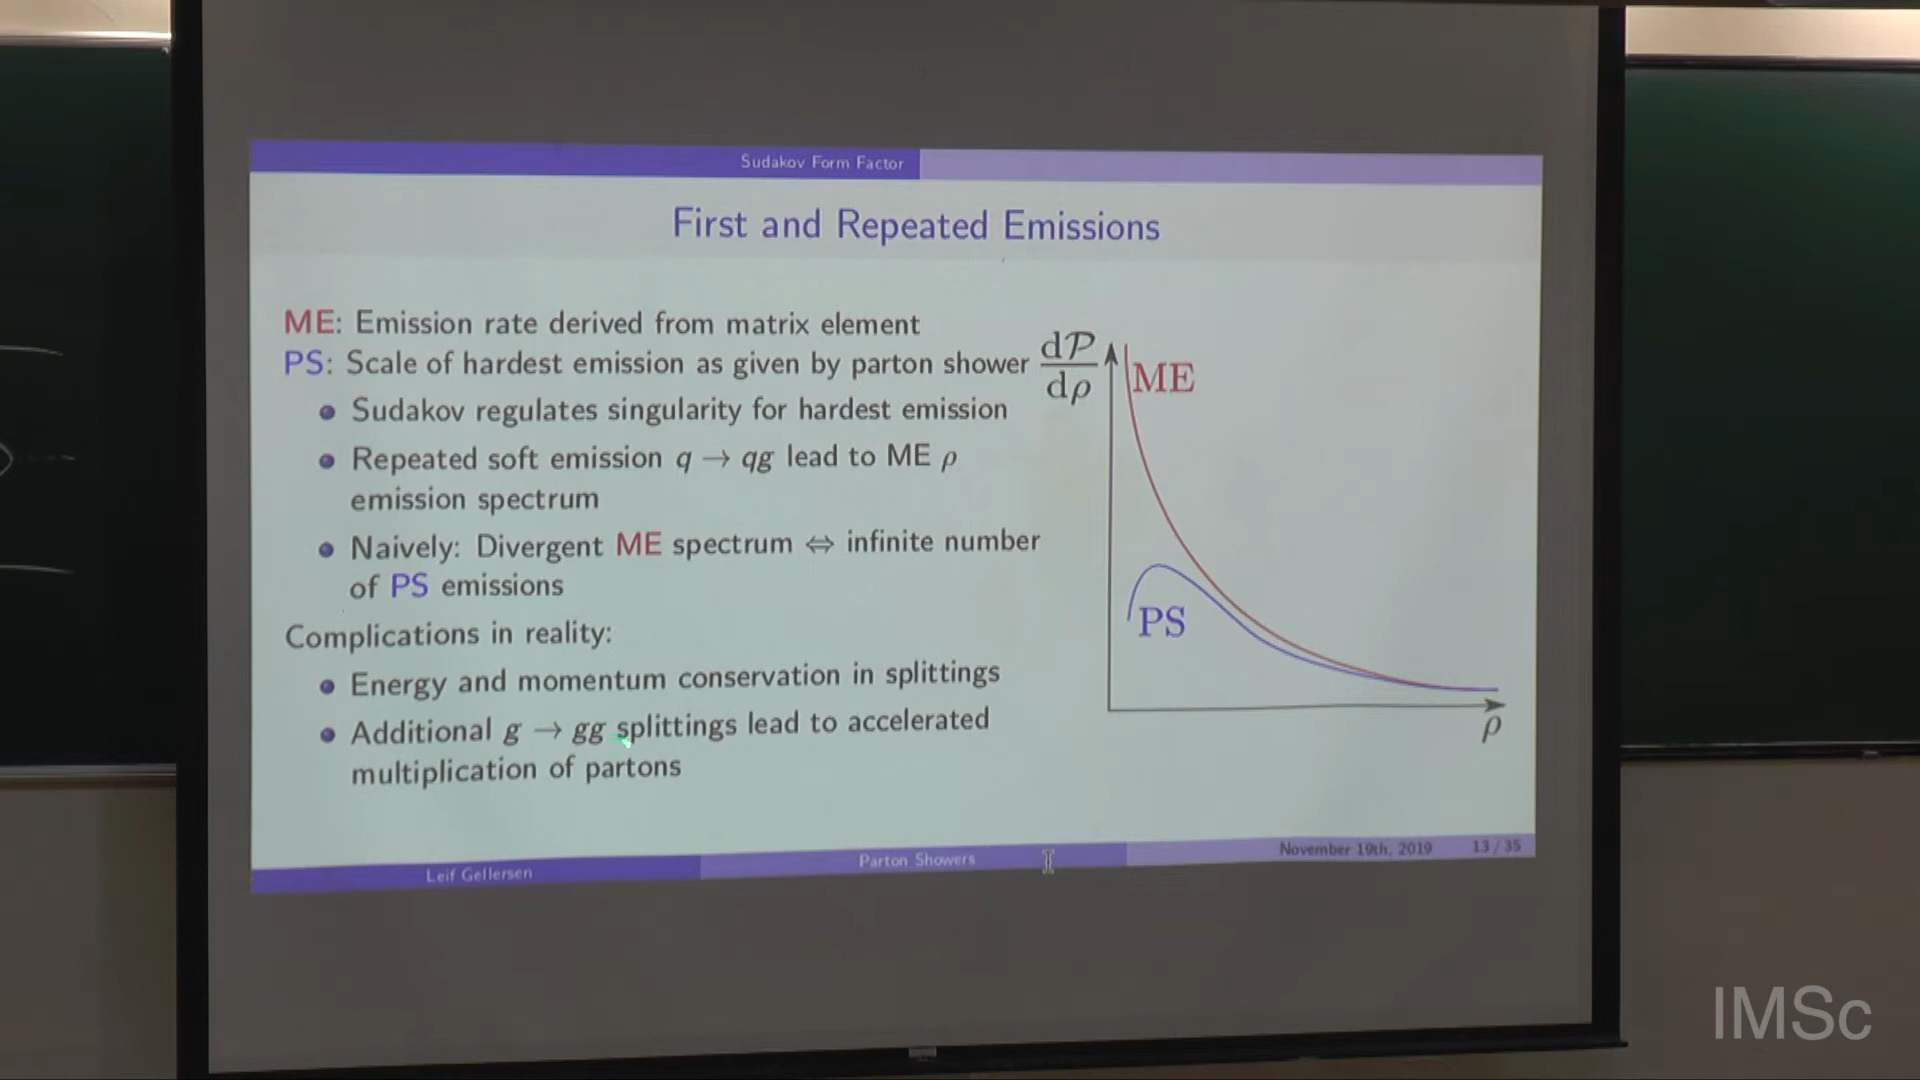 Sudakov Form Factor
First and Repeated Emissions
ME: Emission rate derived from matrix element
PS: Scale of hardest emission as given by parton shower
Sudakov regulates singularity for hardest emission
Repeated soft emission q → qg lead to ME ρ
emission spectrum
Naively: Divergent ME spectrum ⇔ infinite number
of PS emissions
Complications in reality:
Energy and momentum conservation in splittings
Additional g → gg splittings lead to accelerated
multiplication of partons
d𝒫
dρ
ME
PS
ρ
Leif Gellersen
Parton Showers
November 19th, 2019
13 / 35
IMSc